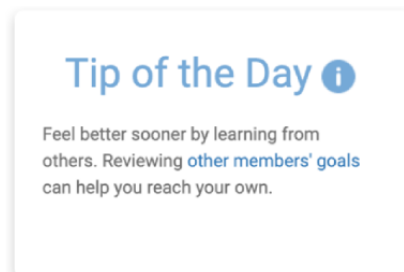 Tip of the Day i
Feel better sooner by learning from
others. Reviewing other members' goals
can help you reach your own.